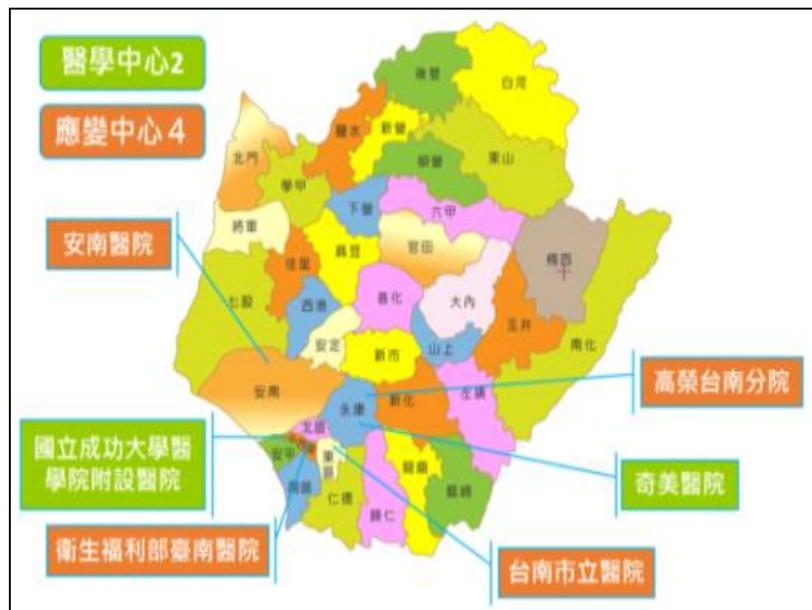 醫學中心2
應變中心4
後壁
白河
鹽水
新營
東山
北門
學甲
柳營
下營
六甲
將軍
官田
麻豆
楠西
佳里
七股
西港
善化
大內
玉井
南化
安定
新市
山上
安南醫院
安南
永康
新化
左鎮
高榮台南分院
北區
國立成功大學醫
學院附設醫院
安平
東區
龍崎
奇美醫院
南區
仁德
歸仁
衛生福利部臺南醫院
台南市立醫院